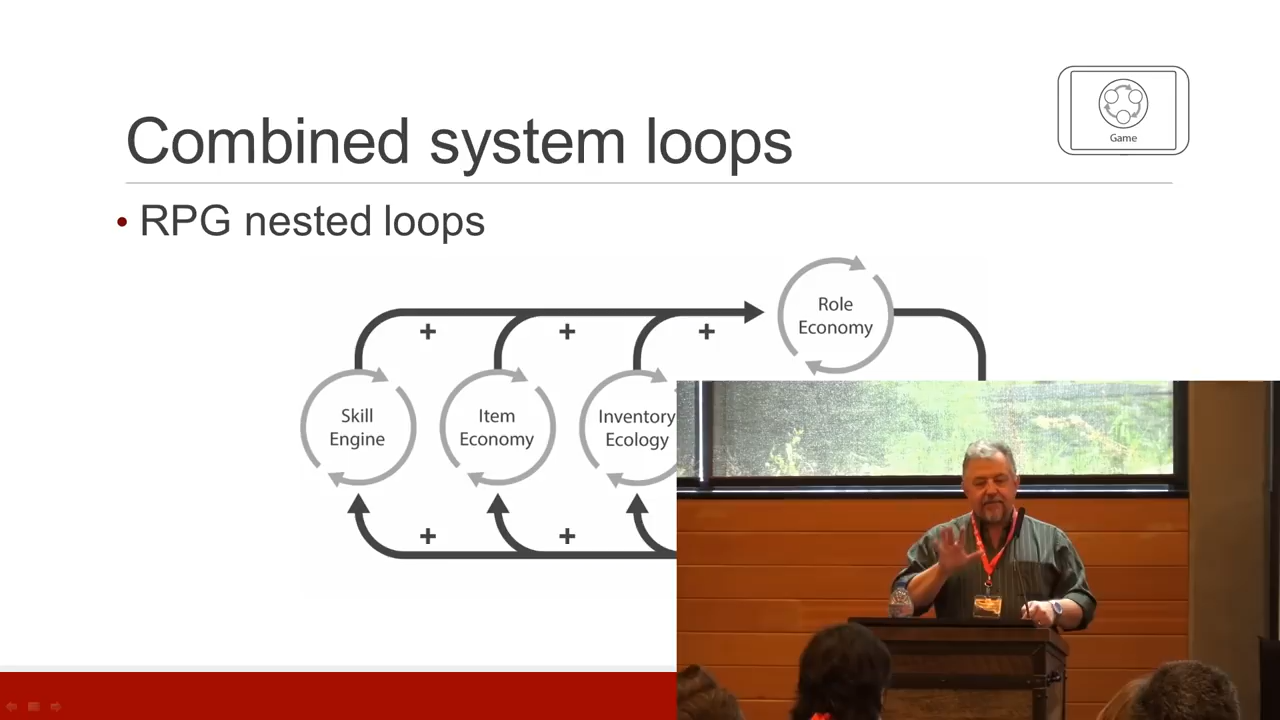 Combined system loops
Game
• RPG nested loops
Role
Economy
+ + +
Skill
Engine
Item
Economy
Inventory
Ecology
+ +